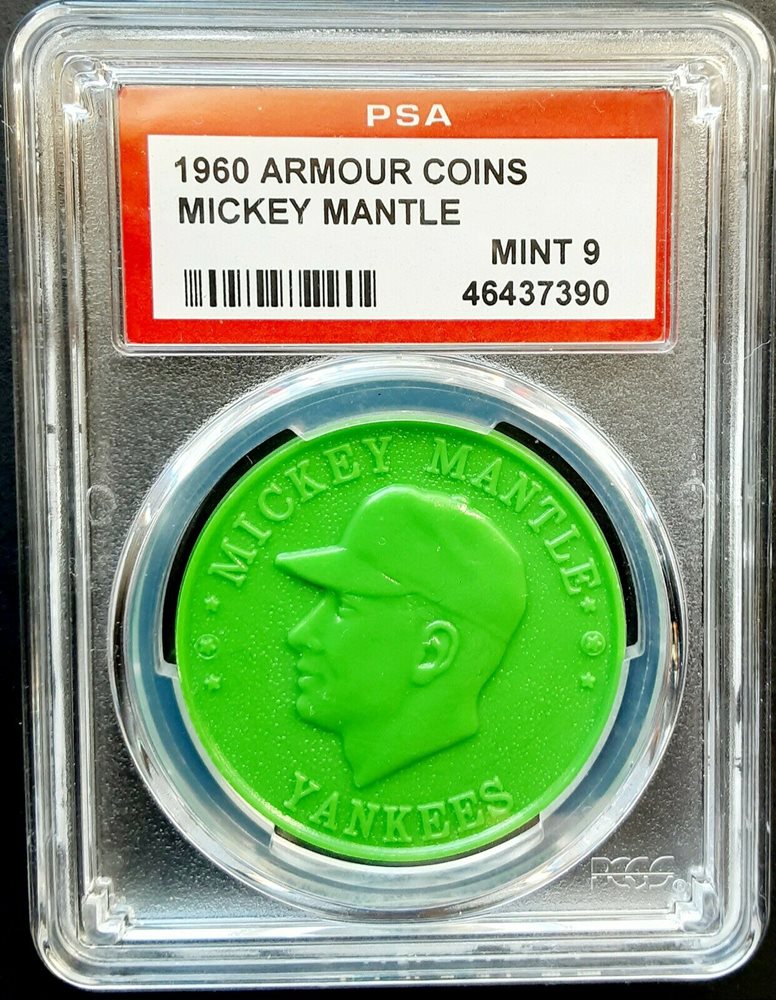 PSA
1960 ARMOUR COINS
MICKEY MANTLE
MINT 9
46437390
MICKEY MANTLE
YANKEES
PCGS